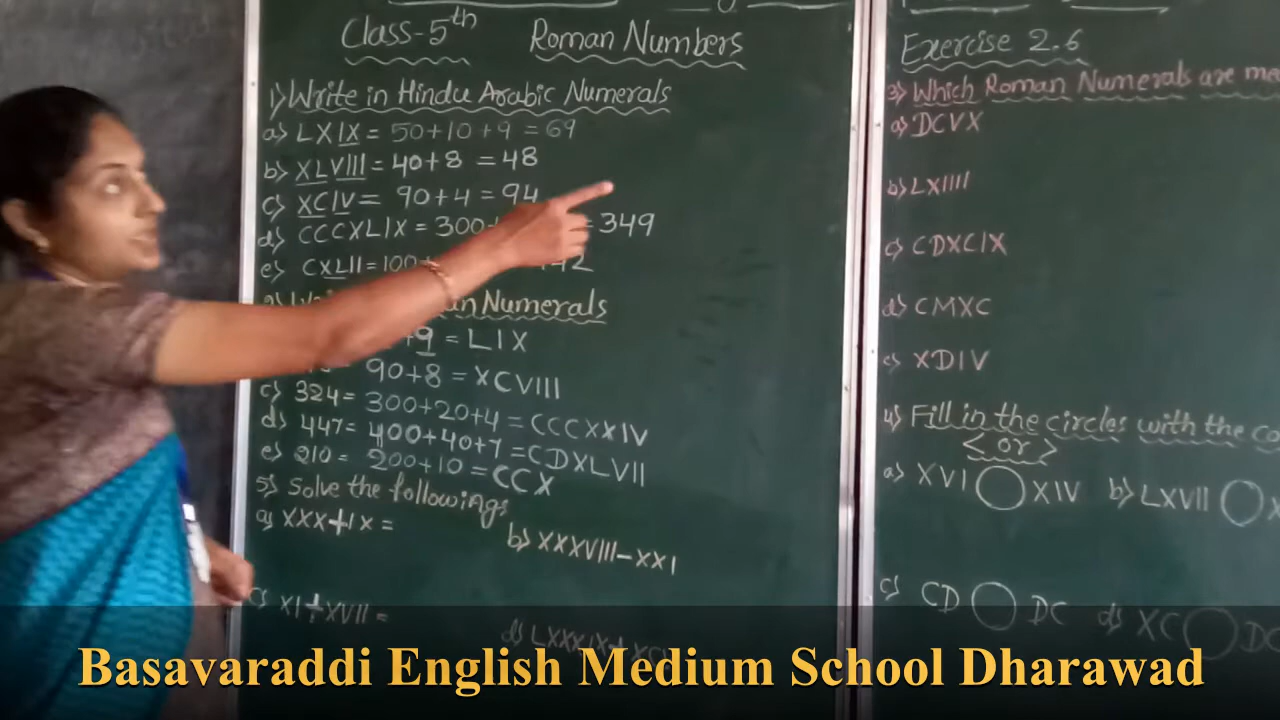 Class-5th Roman Numbers
1) Write in Hindu Arabic Numerals
a) LXIX = 50+10+9 = 69
b) XLVIII = 40+8 = 48
c) XCIV = 90+4 = 94
d) CCCXLIX = 300+ = 349
e) CXLII = 100+
Numerals
9 = LIX
90+8 = XCVIII
c) 324 = 300+20+4 = CCCXXIV
d) 447 = 400+40+7 = CDXLVII
e) 210 = 200+10 = CCX
5) Solve the followings
a) XXX+IX =
b) XXXVIII-XXI
c) XI+XVII =
d) LXXXIX+
Exercise 2.6
3) Which Roman Numerals are me
a) DCVX
b) LXIIII
c) CDXCIX
d) CMXC
e) XDIV
4) Fill in the circles with the co
< or >
a) XVI ◯ XIV b) LXVII ◯ X
c) CD ◯ DC d) XC ◯ DC
Basavaraddi English Medium School Dharawad